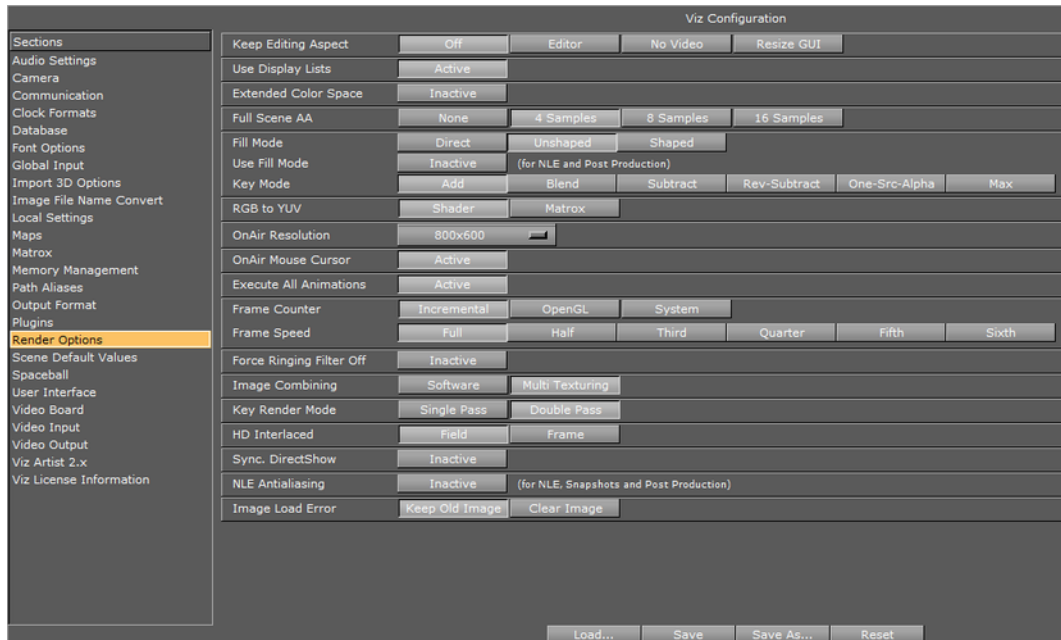 Viz Configuration
Sections
Audio Settings
Camera
Communication
Clock Formats
Database
Font Options
Global Input
Import 3D Options
Image File Name Convert
Local Settings
Maps
Matrox
Memory Management
Path Aliases
Output Format
Plugins
Render Options
Scene Default Values
Spaceball
User Interface
Video Board
Video Input
Video Output
Viz Artist 2.x
Viz License Information
Keep Editing Aspect Off Editor No Video Resize GUI
Use Display Lists Active
Extended Color Space Inactive
Full Scene AA None 4 Samples 8 Samples 16 Samples
Fill Mode Direct Unshaped Shaped
Use Fill Mode Inactive (for NLE and Post Production)
Key Mode Add Blend Subtract Rev-Subtract One-Src-Alpha Max
RGB to YUV Shader Matrox
OnAir Resolution 800x600
OnAir Mouse Cursor Active
Execute All Animations Active
Frame Counter Incremental OpenGL System
Frame Speed Full Half Third Quarter Fifth Sixth
Force Ringing Filter Off Inactive
Image Combining Software Multi Texturing
Key Render Mode Single Pass Double Pass
HD Interlaced Field Frame
Sync. DirectShow Inactive
NLE Antialiasing Inactive (for NLE, Snapshots and Post Production)
Image Load Error Keep Old Image Clear Image
Load... Save Save As... Reset